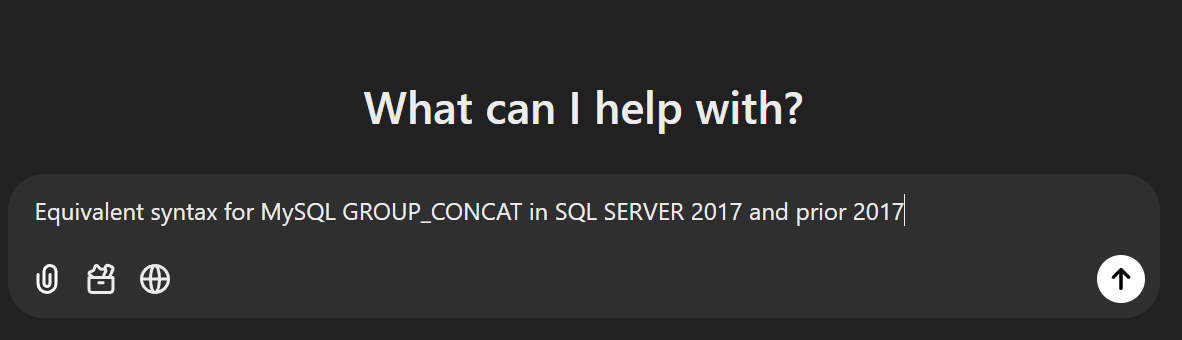 What can I help with?
Equivalent syntax for MySQL GROUP_CONCAT in SQL SERVER 2017 and prior 2017